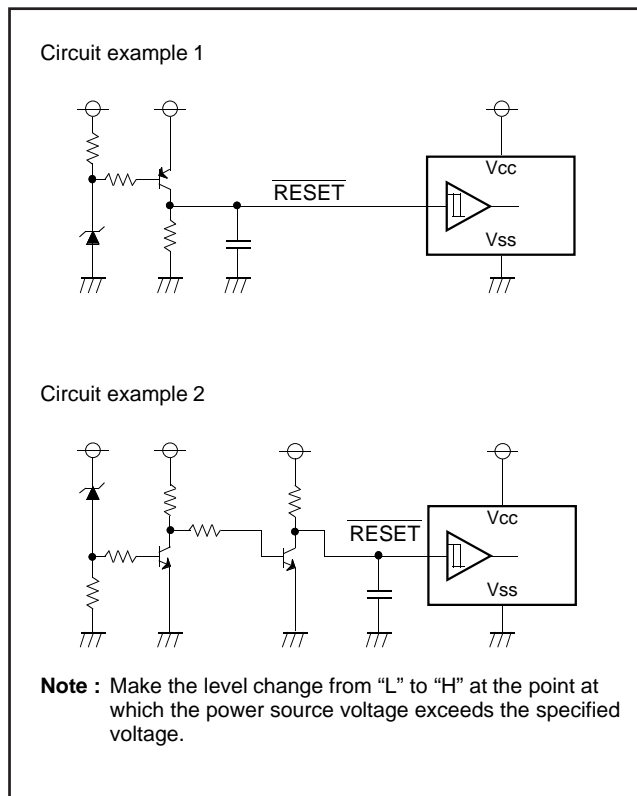 Circuit example 1
RESET
Vcc
Vss
Circuit example 2
RESET
Vcc
Vss
Note : Make the level change from “L” to “H” at the point at
which the power source voltage exceeds the specified
voltage.